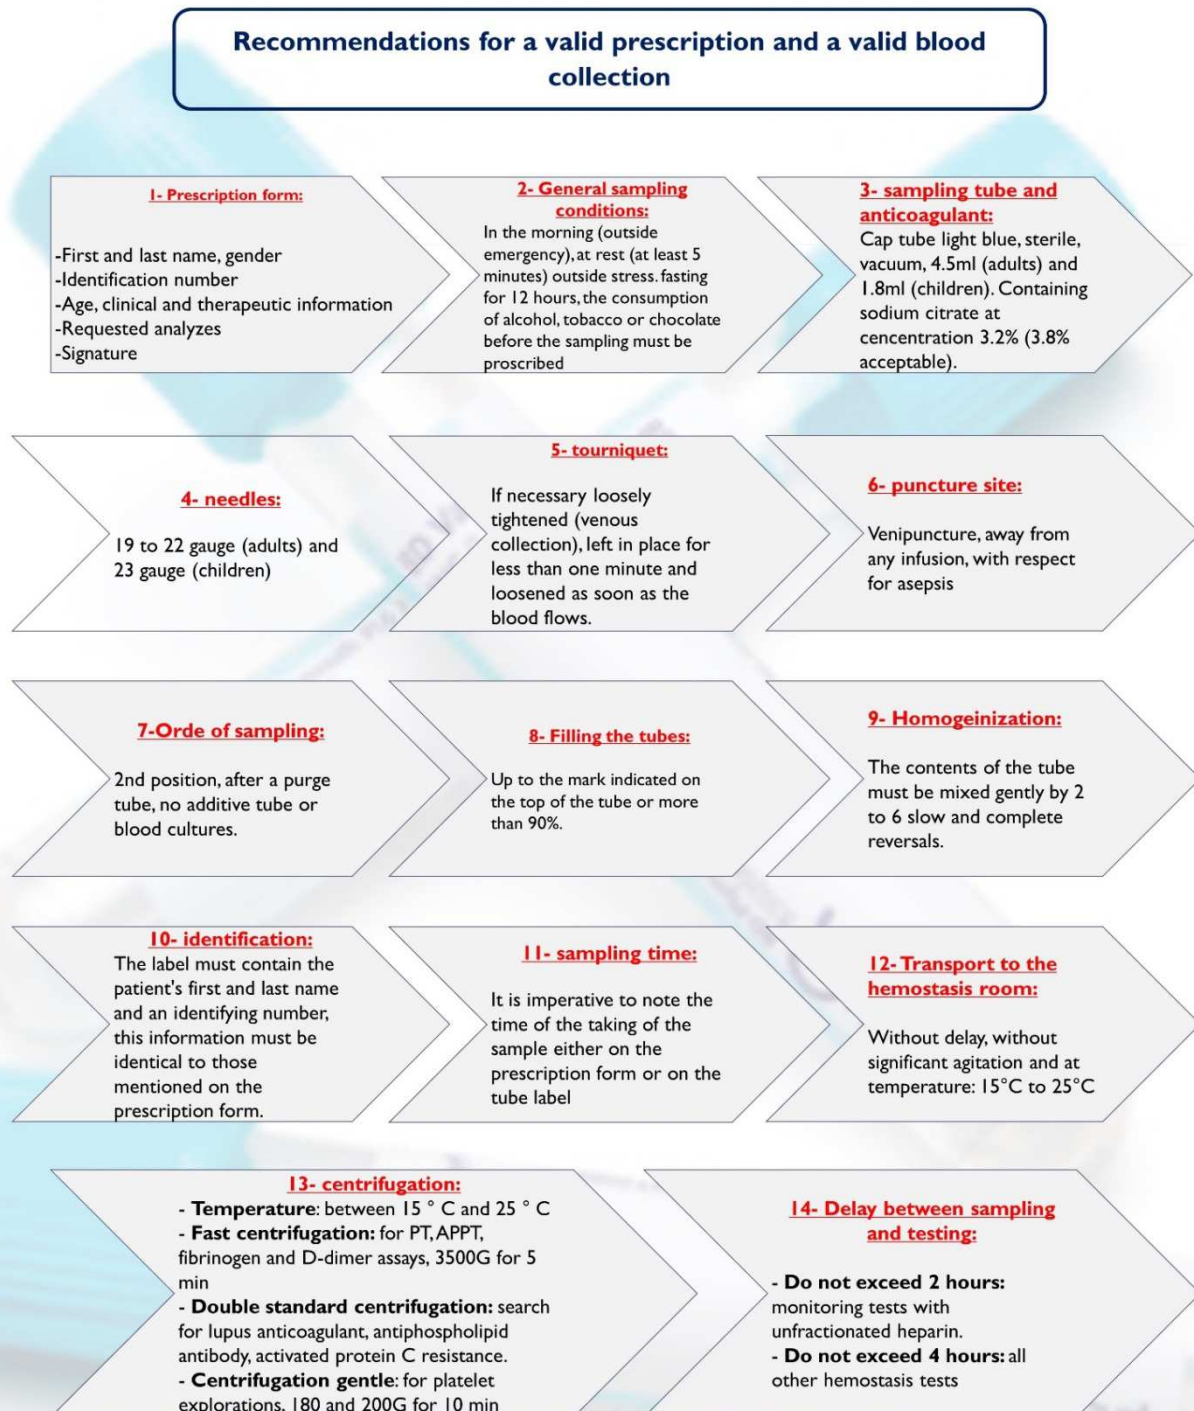 Recommendations for a valid prescription and a valid blood
collection
1- Prescription form:
-First and last name, gender
-Identification number
-Age, clinical and therapeutic information
-Requested analyzes
-Signature
2- General sampling
conditions:
In the morning (outside
emergency), at rest (at least 5
minutes) outside stress. fasting
for 12 hours, the consumption
of alcohol, tobacco or chocolate
before the sampling must be
proscribed
3- sampling tube and
anticoagulant:
Cap tube light blue, sterile,
vacuum, 4.5ml (adults) and
1.8ml (children). Containing
sodium citrate at
cencentration 3.2% (3.8%
acceptable).
4- needles:
19 to 22 gauge (adults) and
23 gauge (children)
5- tourniquet:
If necessary loosely
tightened (venous
collection), left in place for
less than one minute and
loosened as soon as the
blood flows.
6- puncture site:
Venipuncture, away from
any infusion, with respect
for asepsis
7-Orde of sampling:
2nd position, after a purge
tube, no additive tube or
blood cultures.
8- Filling the tubes:
Up to the mark indicated on
the top of the tube or more
than 90%.
9- Homogeinization:
The contents of the tube
must be mixed gently by 2
to 6 slow and complete
reversals.
10- identification:
The label must contain the
patient's first and last name
and an identifying number,
this information must be
identical to those
mentioned on the
prescription form.
11- sampling time:
It is imperative to note the
time of the taking of the
sample either on the
prescription form or on the
tube label
12- Transport to the
hemostasis room:
Without delay, without
significant agitation and at
temperature: 15°C to 25°C
13- centrifugation:
- Temperature: between 15 ° C and 25 ° C
- Fast centrifugation: for PT, APPT,
fibrinogen and D-dimer assays, 3500G for 5
min
- Double standard centrifugation: search
for lupus anticoagulant, antiphospholipid
antibody, activated protein C resistance.
- Centrifugation gentle: for platelet
explorations, 180 and 200G for 10 min
14- Delay between sampling
and testing:
- Do not exceed 2 hours:
monitoring tests with
unfractionated heparin.
- Do not exceed 4 hours: all
other hemostasis tests